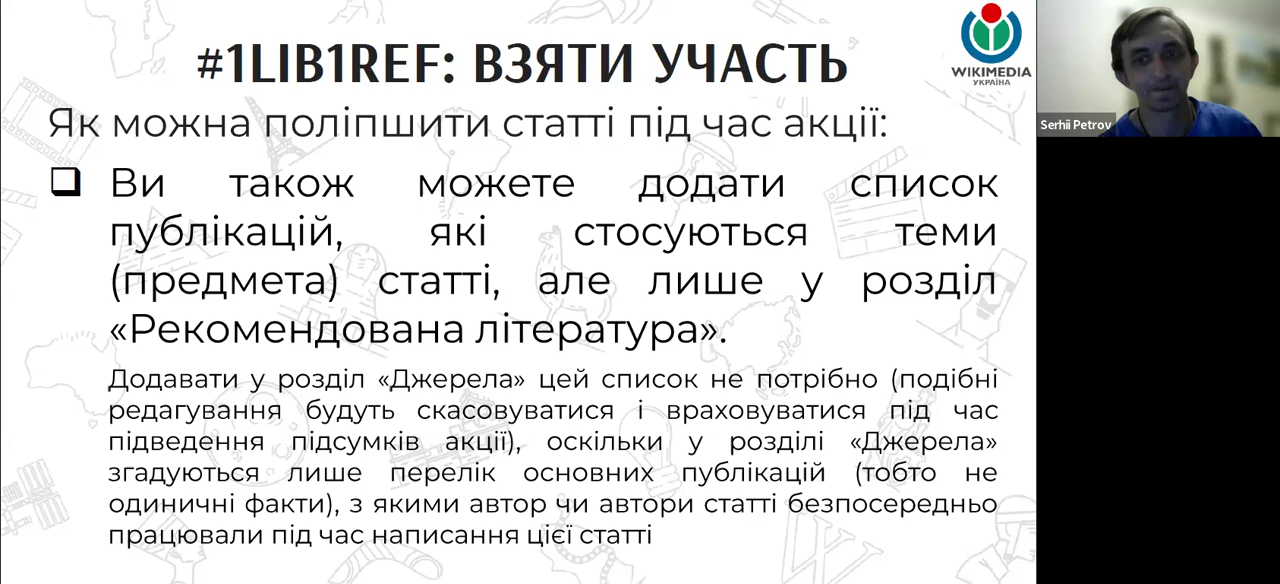 #1LIB1REF: ВЗЯТИ УЧАСТЬ
WIKIMEDIA
УКРАЇНА
Serhii Petrov
Як можна поліпшити статті під час акції:
Ви також можете додати список
публікацій, які стосуються теми
(предмета) статті, але лише у розділ
«Рекомендована література».
Додавати у розділ «Джерела» цей список не потрібно (подібні
редагування будуть скасовуватися і враховуватися під час
підведення підсумків акції), оскільки у розділі «Джерела»
згадуються лише перелік основних публікацій (тобто не
одиничні факти), з якими автор чи автори статті безпосередньо
працювали під час написання цієї статті